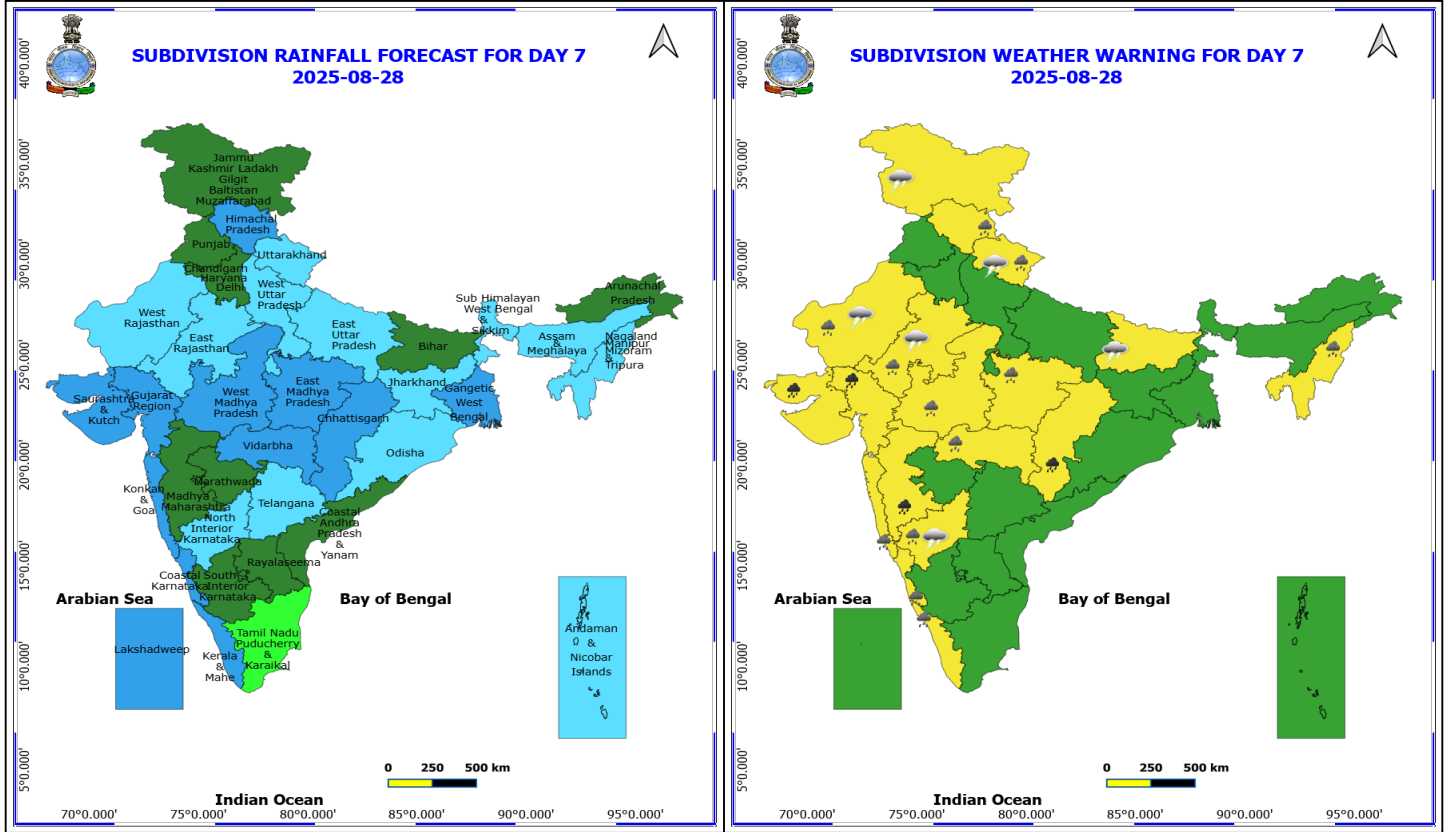 SUBDIVISION RAINFALL FORECAST FOR DAY 7
2025-08-28
40°0.000'
35°0.000'
30°0.000'
25°0.000'
20°0.000'
15°0.000'
10°0.000'
5°0.000'
Jammu
Kashmir Ladakh
Gilgit
Baltistan
Muzaffarabad
Himachal
Pradesh
Punjab
Uttarakhand
Chandigarh
Haryana
Delhi
West
Uttar
Pradesh
West
Rajasthan
East
Rajasthan
East
Uttar
Pradesh
Bihar
Sub Himalayan
West Bengal
&
Sikkim
Arunachal
Pradesh
Assam
&
Meghalaya
Nagaland
Manipur
Mizoram
&
Tripura
Jharkhand
Gangetic
West
Bengal
Saurashtra
&
Kutch
Gujarat
Region
West
Madhya
Pradesh
East
Madhya
Pradesh
Chhattisgarh
Vidarbha
Odisha
Konkan
&
Goa
Madhya
Maharashtra
Marathwada
Telangana
North
Interior
Karnataka
Coastal
Andhra
Pradesh
&
Yanam
Rayalaseema
Coastal
Karnataka
South
Interior
Karnataka
Arabian Sea
Bay of Bengal
Lakshadweep
Kerala
&
Mahe
Tamil Nadu
Puducherry
&
Karaikal
Andaman
&
Nicobar
Islands
0 250 500 km
Indian Ocean
70°0.000' 75°0.000' 80°0.000' 85°0.000' 90°0.000' 95°0.000'
SUBDIVISION WEATHER WARNING FOR DAY 7
2025-08-28
40°0.000'
35°0.000'
30°0.000'
25°0.000'
20°0.000'
15°0.000'
10°0.000'
5°0.000'
Arabian Sea
Bay of Bengal
0 250 500 km
Indian Ocean
70°0.000' 75°0.000' 80°0.000' 85°0.000' 90°0.000' 95°0.000'